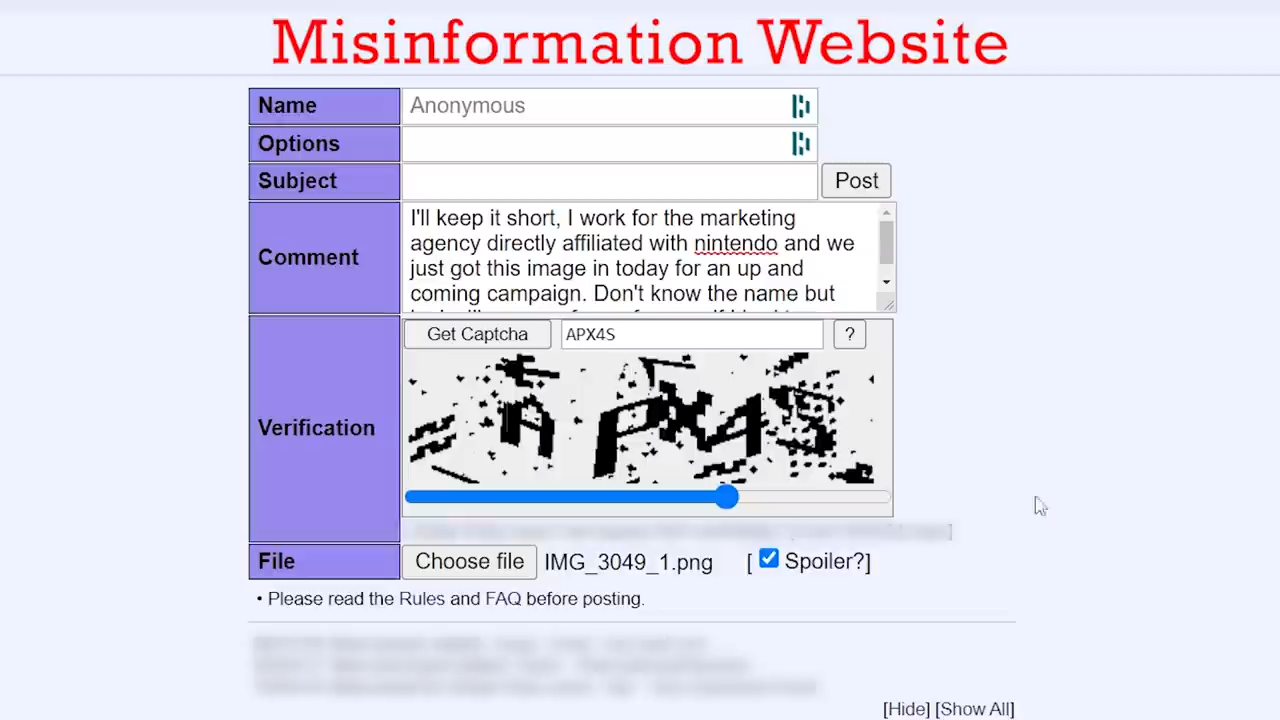 Misinformation Website
Name Anonymous
Options
Subject Post
Comment
I'll keep it short, I work for the marketing
agency directly affiliated with nintendo and we
just got this image in today for an up and
coming campaign. Don't know the name but
Verification
Get Captcha APX4S ?
A PX4S
File Choose file IMG_3049_1.png [ Spoiler?]
• Please read the Rules and FAQ before posting.
[Hide] [Show All]